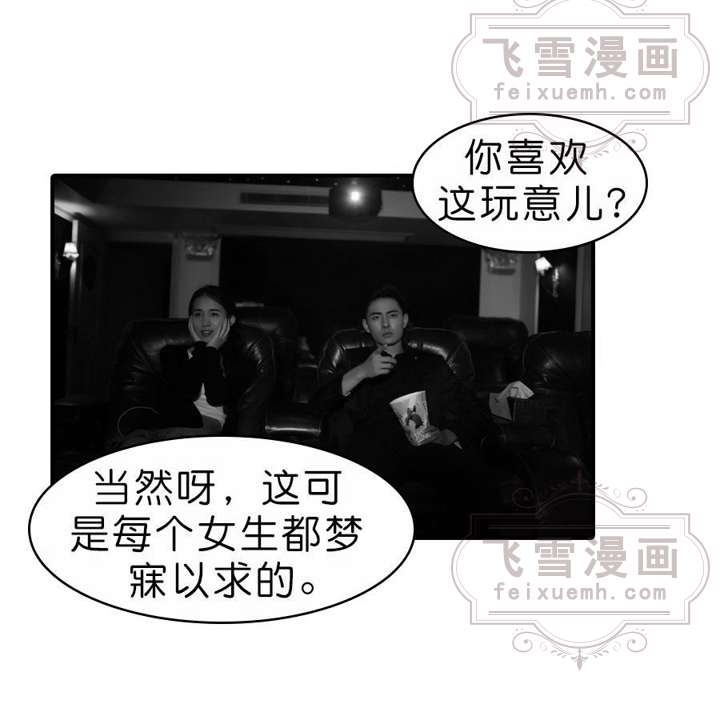 飞雪漫画
feixuemh.com
你喜欢
这玩意儿?
当然呀，这可
是每个女生都梦
寐以求的。
飞雪漫画
feixuemh.com